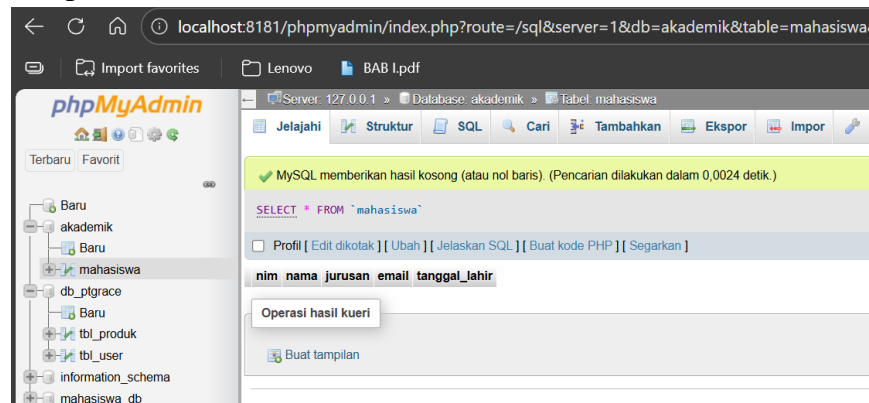 localhost:8181/phpmyadmin/index.php?route=/sql&server=1&db=akademik&table=mahasiswa
Import favorites Lenovo BAB I.pdf
phpMyAdmin
Terbaru Favorit
Baru
akademik
Baru
mahasiswa
db_ptgrace
Baru
tbl_produk
tbl_user
information_schema
mahasiswa_db
Server: 127.0.0.1 » Database: akademik » Tabel: mahasiswa
Jelajahi Struktur SQL Cari Tambahkan Ekspor Impor
MySQL memberikan hasil kosong (atau nol baris). (Pencarian dilakukan dalam 0,0024 detik.)
SELECT * FROM `mahasiswa`
Profil [ Edit dikotak ] [ Ubah ] [ Jelaskan SQL ] [ Buat kode PHP ] [ Segarkan ]
nim nama jurusan email tanggal_lahir
Operasi hasil kueri
Buat tampilan